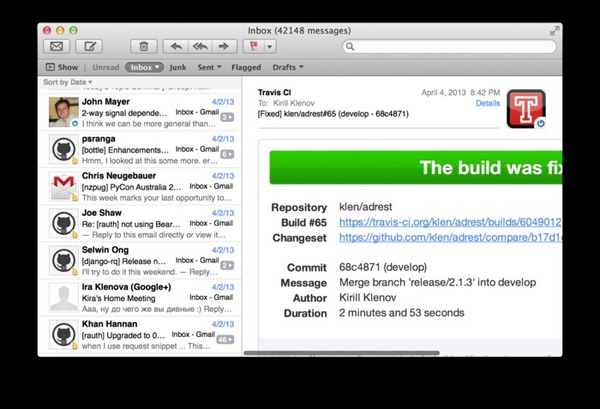 Inbox (42148 messages)
Show Unread Inbox Junk Sent Flagged Drafts
Sort by Date
John Mayer 4/2/13
2-way signal depende... Inbox - Gmail
I think we can be more general than... 3
psranga 4/2/13
[bottle] Enhancements... Inbox - Gmail
Hmm, I looked at this some more. er... 6
Chris Neugebauer 4/2/13
[nzpug] PyCon Australia 2... Inbox - Gmail
This week marks your last opportunity to...
Joe Shaw 4/2/13
Re: [rauth] not using Bear... Inbox - Gmail
— Reply to this email directly or view it...
Selwin Ong 4/2/13
[django-rq] Release n... Inbox - Gmail
I'll try to do it this weekend. — Reply... 2
Ira Klenova (Google+) 4/2/13
Kira's Home Meeting Inbox - Gmail
Ааа, ну до чего же вы дивные :) Reply...
Khan Hannan 4/2/13
[rauth] Upgraded to 0... Inbox - Gmail
when I use request snippet ... This... 46
Travis CI April 4, 2013 8:42 PM
To: Kirill Klenov Details
[Fixed] klen/adrest#65 (develop - 68c4871)
The build was fix
Repository klen/adrest
Build #65 https://travis-ci.org/klen/adrest/builds/6049012
Changeset https://github.com/klen/adrest/compare/b17d1
Commit 68c4871 (develop)
Message Merge branch 'release/2.1.3' into develop
Author Kirill Klenov
Duration 2 minutes and 53 seconds